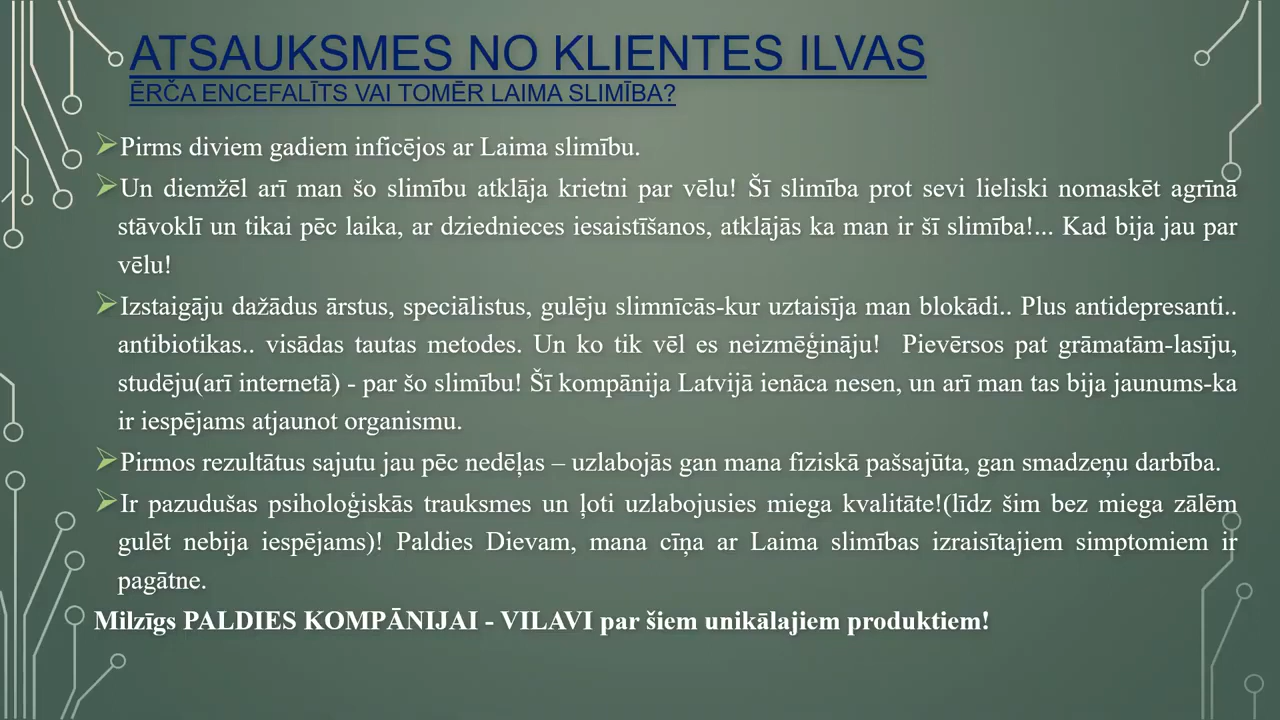 ATSAUKSMES NO KLIENTES ILVAS
ĒRČA ENCEFALĪTS VAI TOMĒR LAIMA SLIMĪBA?
Pirms diviem gadiem inficējos ar Laima slimību.
Un diemžēl arī man šo slimību atklāja krietni par vēlu! Šī slimība prot sevi lieliski nomaskēt agrīnā
stāvoklī un tikai pēc laika, ar dziednieces iesaistīšanos, atklājās ka man ir šī slimība!... Kad bija jau par
vēlu!
Izstaigāju dažādus ārstus, speciālistus, gulēju slimnīcās-kur uztaisīja man blokādi.. Plus antidepresanti..
antibiotikas.. visādas tautas metodes. Un ko tik vēl es neizmēģināju! Pievērsos pat grāmatām-lasīju,
studēju(arī internetā) - par šo slimību! Šī kompānija Latvijā ienāca nesen, un arī man tas bija jaunums-ka
ir iespējams atjaunot organismu.
Pirmos rezultātus sajutu jau pēc nedēļas – uzlabojās gan mana fiziskā pašsajūta, gan smadzeņu darbība.
Ir pazudušas psiholoģiskās trauksmes un ļoti uzlabojusies miega kvalitāte!(līdz šim bez miega zālēm
gulēt nebija iespējams)! Paldies Dievam, mana cīņa ar Laima slimības izraisītajiem simptomiem ir
pagātne.
Milzīgs PALDIES KOMPĀNIJAI - VILAVI par šiem unikālajiem produktiem!